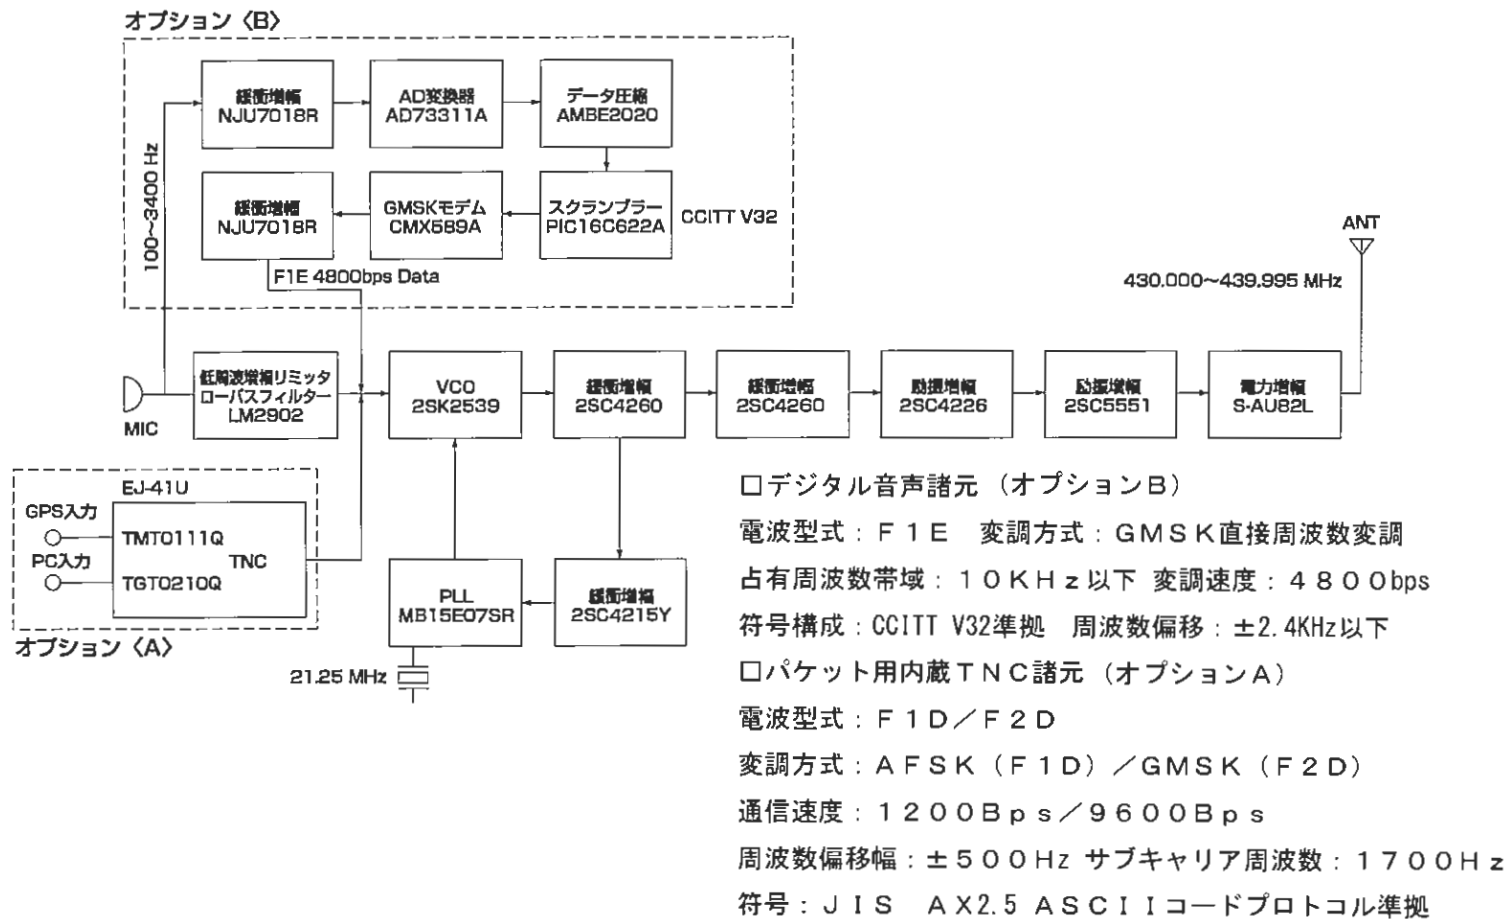 オプション〈B〉
緩衝増幅
NJU7018R
AD変換器
AD73311A
データ圧縮
AMBE2020
100〜3400 Hz
緩衝増幅
NJU7018R
GMSKモデム
CMX589A
スクランブラー
PIC16C622A
CCITT V32
F1E 4800bps Data
ANT
430.000〜439.995 MHz
MIC
低周波増幅リミッタ
ローパスフィルター
LM2902
VCO
2SK2539
緩衝増幅
2SC4260
緩衝増幅
2SC4260
励振増幅
2SC4226
励振増幅
2SC5551
電力増幅
S-AU82L
EJ-41U
GPS入力
PC入力
TMT0111Q
TNC
TGT0210Q
オプション〈A〉
PLL
MB15E07SR
緩衝増幅
2SC4215Y
21.25 MHz
□デジタル音声諸元（オプションB）
電波型式：F1E 変調方式：GMSK直接周波数変調
占有周波数帯域：10KHz以下 変調速度：4800bps
符号構成：CCITT V32準拠 周波数偏移：±2.4KHz以下
□パケット用内蔵TNC諸元（オプションA）
電波型式：F1D／F2D
変調方式：AFSK（F1D）／GMSK（F2D）
通信速度：1200Bps／9600Bps
周波数偏移幅：±500Hz サブキャリア周波数：1700Hz
符号：JIS AX2.5 ASCIIコードプロトコル準拠